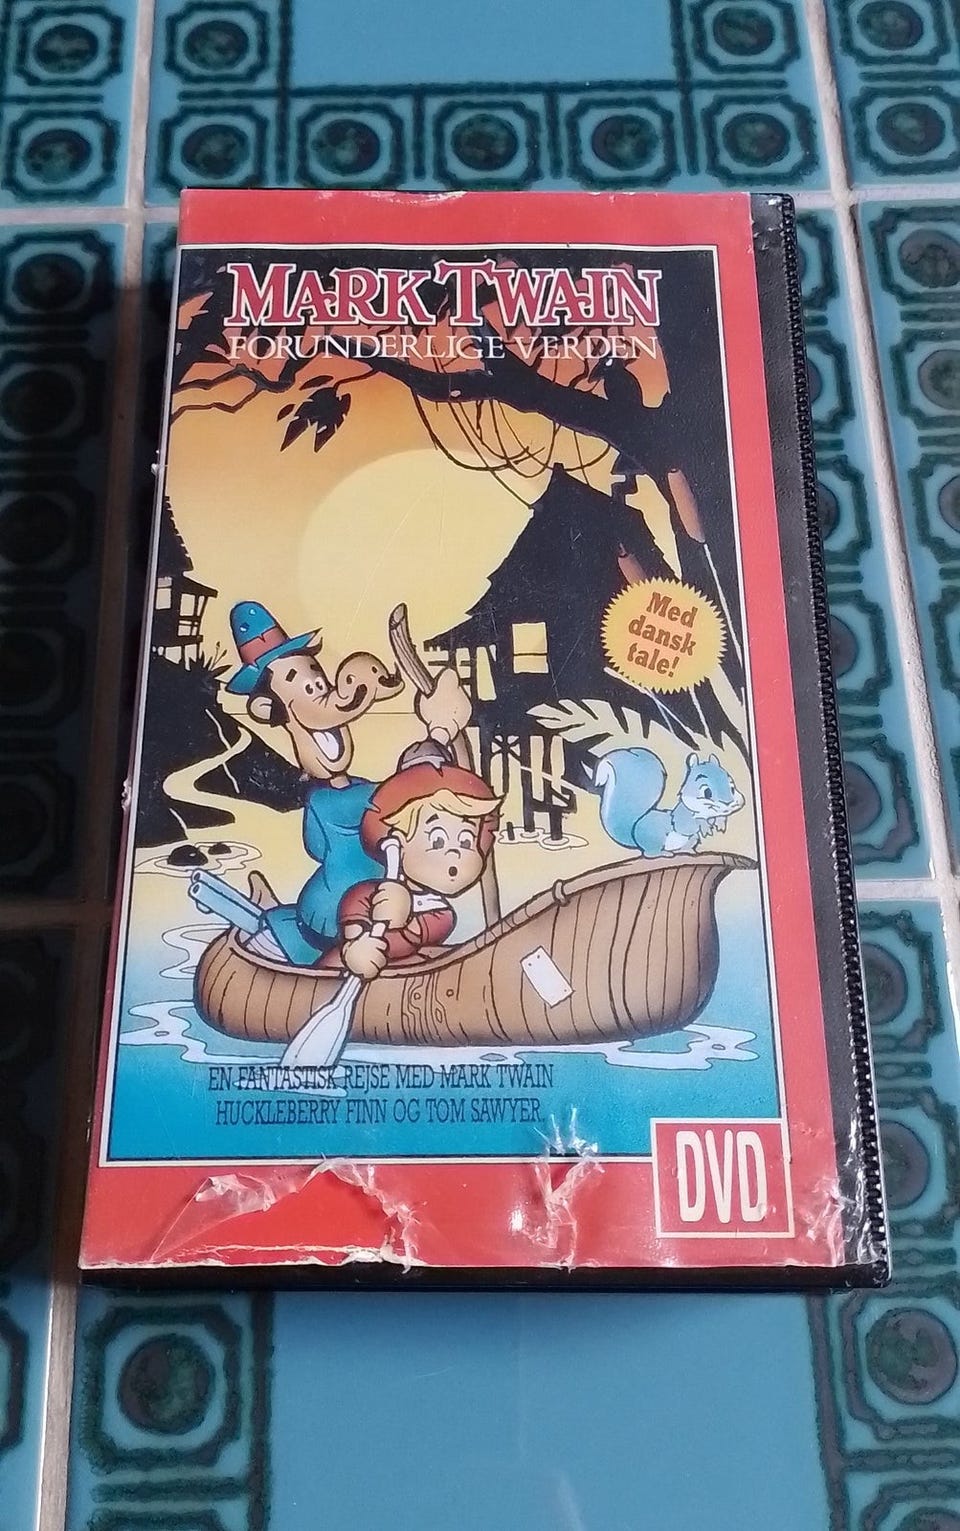 MARK TWAIN
FORUNDERLIGE VERDEN
Med
dansk
tale!
EN FANTASTISK REJSE MED MARK TWAIN
HUCKLEBERRY FINN OG TOM SAWYER.
DVD